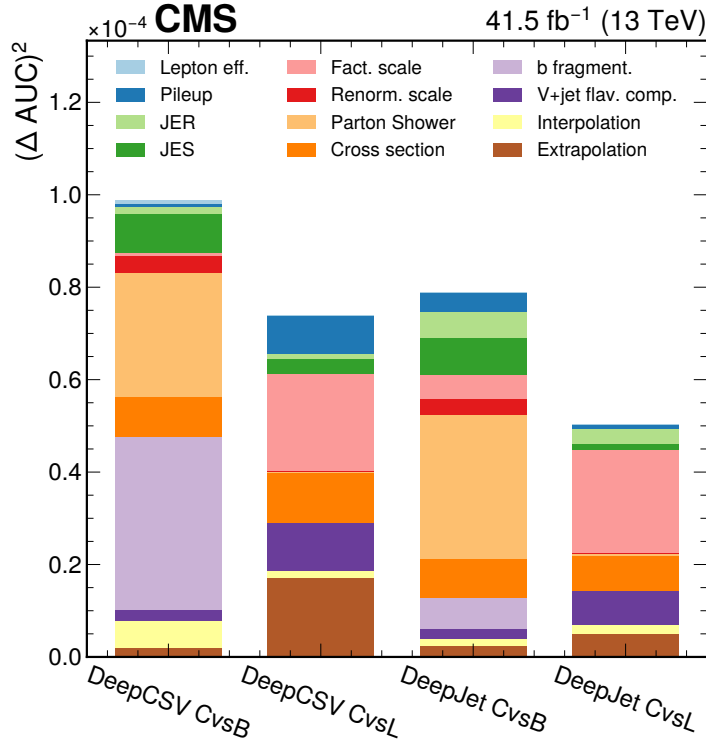 ×10⁻⁴ CMS 41.5 fb⁻¹ (13 TeV)
(Δ AUC)²
Lepton eff. Fact. scale b fragment.
Pileup Renorm. scale V+jet flav. comp.
JER Parton Shower Interpolation
JES Cross section Extrapolation
1.2
1.0
0.8
0.6
0.4
0.2
0.0
DeepCSV CvsB DeepCSV CvsL DeepJet CvsB DeepJet CvsL